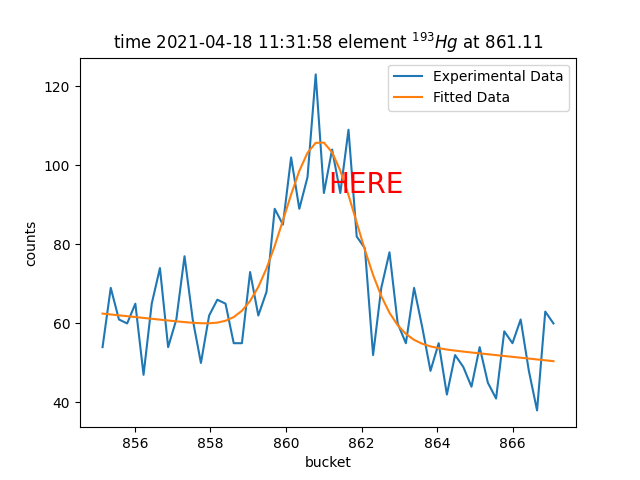 time 2021-04-18 11:31:58 element ¹⁹³Hg at 861.11
Experimental Data
Fitted Data
HERE
counts
120
100
80
60
40
856 858 860 862 864 866
bucket